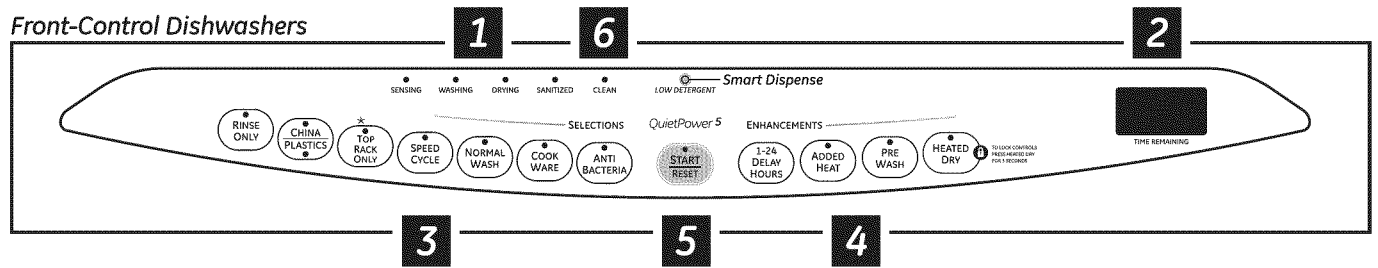 Front-Control Dishwashers
1
6
2
SENSING
WASHING
DRYING
SANITIZED
CLEAN
LOW DETERGENT
Smart Dispense
SELECTIONS
QuietPower 5
ENHANCEMENTS
RINSE
ONLY
CHINA
PLASTICS
*
TOP
RACK
ONLY
SPEED
CYCLE
NORMAL
WASH
COOK
WARE
ANTI
BACTERIA
START
RESET
1-24
DELAY
HOURS
ADDED
HEAT
PRE
WASH
HEATED
DRY
TO LOCK CONTROLS
PRESS HEATED DRY
FOR 3 SECONDS
TIME REMAINING
3
5
4